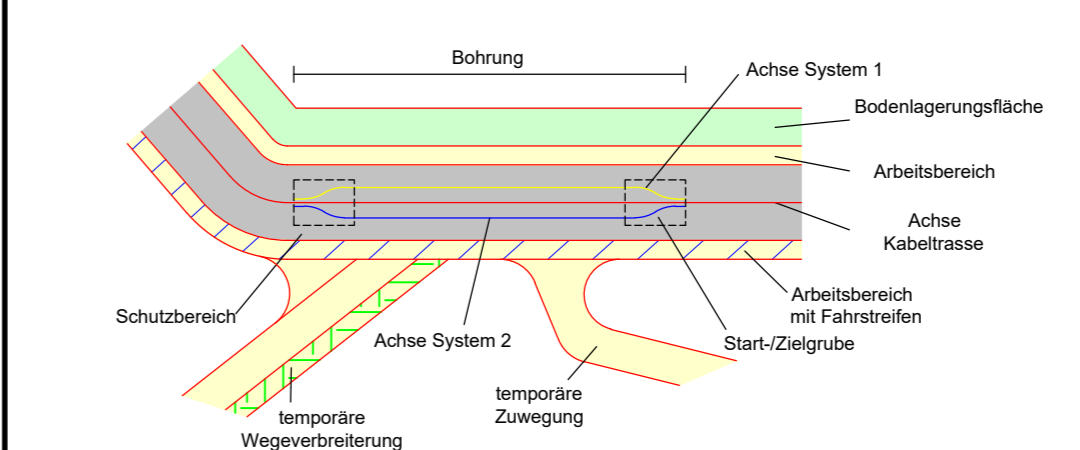 Bohrung
Achse System 1
Bodenlagerungsfläche
Arbeitsbereich
Achse
Kabeltrasse
Arbeitsbereich
mit Fahrstreifen
Schutzbereich
Achse System 2
Start-/Zielgrube
temporäre
Zuwegung
temporäre
Wegeverbreiterung